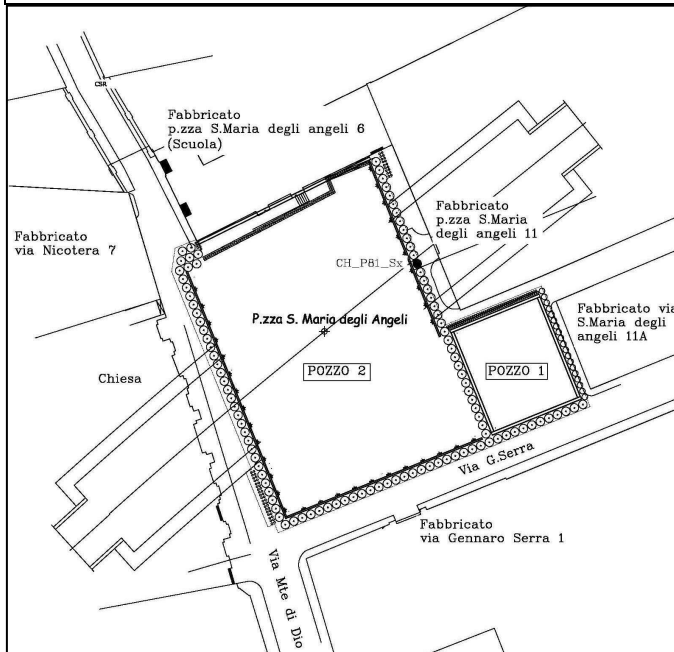 CSR
Fabbricato
p.zza S.Maria degli angeli 6
(Scuola)
Fabbricato
p.zza S.Maria
degli angeli 11
Fabbricato
via Nicotera 7
CH_P81_Sx
P.zza S. Maria degli Angeli
Fabbricato via
S.Maria degli
angeli 11A
Chiesa
POZZO 2
POZZO 1
Via G.Serra
Fabbricato
via Gennaro Serra 1
Via Mte di Dio